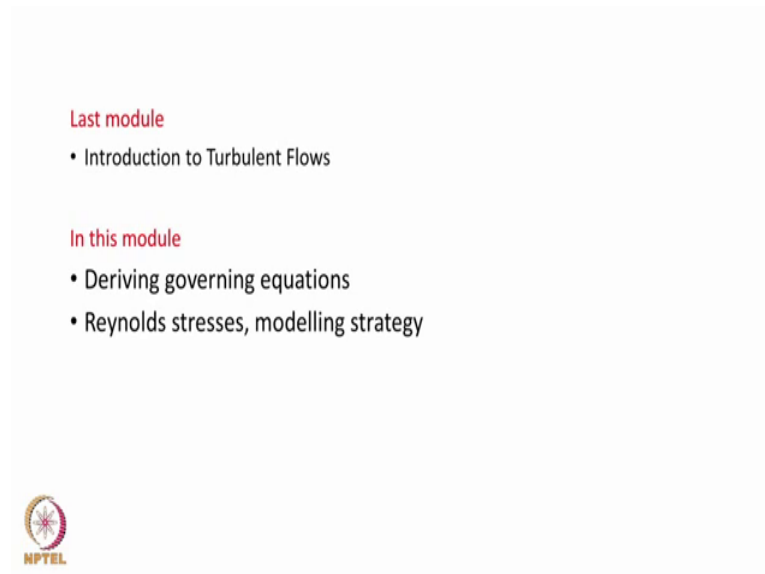 Last module
• Introduction to Turbulent Flows
In this module
• Deriving governing equations
• Reynolds stresses, modelling strategy
NPTEL